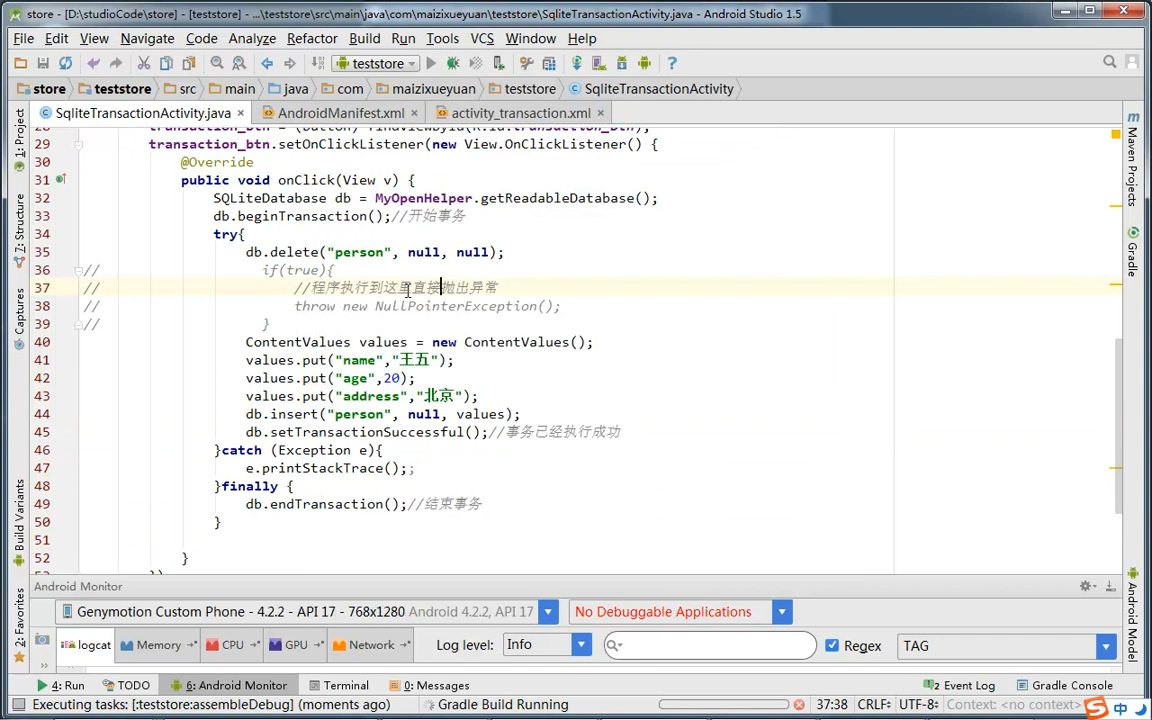 store - [D:\studioCode\store] - [teststore] - ...\teststore\src\main\java\com\maizixueyuan\teststore\SqliteTransactionActivity.java - Android Studio 1.5
File Edit View Navigate Code Analyze Refactor Build Run Tools VCS Window Help
teststore
store teststore src main java com maizixueyuan teststore SqliteTransactionActivity
SqliteTransactionActivity.java AndroidManifest.xml activity_transaction.xml
28 transaction_btn = (Button) findViewById(R.id.transaction_btn);
29 transaction_btn.setOnClickListener(new View.OnClickListener() {
30 @Override
31 public void onClick(View v) {
32 SQLiteDatabase db = MyOpenHelper.getReadableDatabase();
33 db.beginTransaction();//开始事务
34 try{
35 db.delete("person", null, null);
36 // if(true){
37 // //程序执行到这里直接抛出异常
38 // throw new NullPointerException();
39 // }
40 ContentValues values = new ContentValues();
41 values.put("name","王五");
42 values.put("age",20);
43 values.put("address","北京");
44 db.insert("person", null, values);
45 db.setTransactionSuccessful();//事务已经执行成功
46 }catch (Exception e){
47 e.printStackTrace();;
48 }finally {
49 db.endTransaction();//结束事务
50 }
51
52 }
1: Project
7: Structure
Captures
Build Variants
2: Favorites
Maven Projects
Gradle
Android Model
Android Monitor
Genymotion Custom Phone - 4.2.2 - API 17 - 768x1280 Android 4.2.2, API 17 No Debuggable Applications
logcat Memory CPU GPU Network Log level: Info Regex TAG
4: Run TODO 6: Android Monitor Terminal 0: Messages 2 Event Log Gradle Console
Executing tasks: [:teststore:assembleDebug] (moments ago) Gradle Build Running 37:38 CRLF UTF-8 Context: <no context> 中